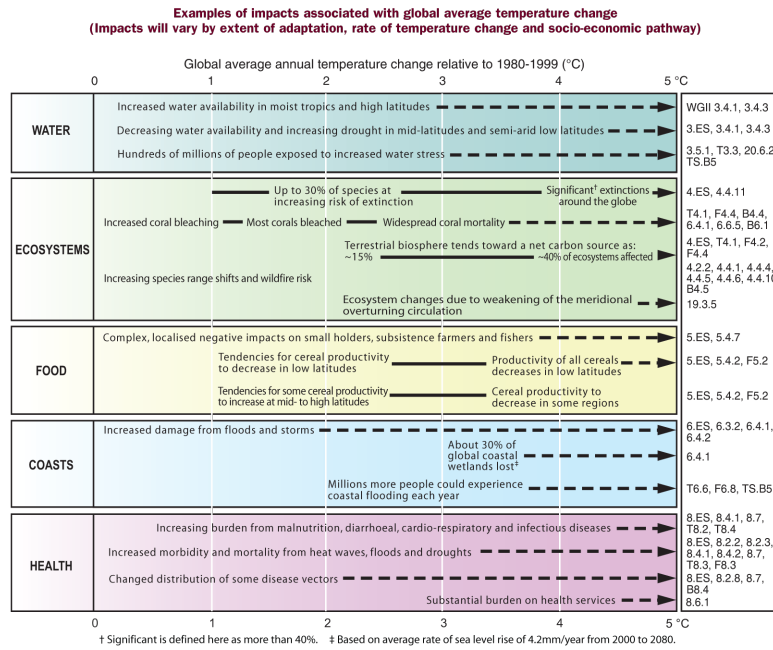 Examples of impacts associated with global average temperature change
(Impacts will vary by extent of adaptation, rate of temperature change and socio-economic pathway)
Global average annual temperature change relative to 1980-1999 (°C)
0 1 2 3 4 5 °C
WATER
Increased water availability in moist tropics and high latitudes
WGII 3.4.1, 3.4.3
Decreasing water availability and increasing drought in mid-latitudes and semi-arid low latitudes
3.ES, 3.4.1, 3.4.3
Hundreds of millions of people exposed to increased water stress
3.5.1, T3.3, 20.6.2
TS.B5
ECOSYSTEMS
Up to 30% of species at
increasing risk of extinction
Significant† extinctions
around the globe
4.ES, 4.4.11
Increased coral bleaching
Most corals bleached
Widespread coral mortality
T4.1, F4.4, B4.4,
6.4.1, 6.6.5, B6.1
Terrestrial biosphere tends toward a net carbon source as:
~15%
~40% of ecosystems affected
4.ES, T4.1, F4.2,
F4.4
Increasing species range shifts and wildfire risk
4.2.2, 4.4.1, 4.4.4,
4.4.5, 4.4.6, 4.4.10
B4.5
Ecosystem changes due to weakening of the meridional
overturning circulation
19.3.5
FOOD
Complex, localised negative impacts on small holders, subsistence farmers and fishers
5.ES, 5.4.7
Tendencies for cereal productivity
to decrease in low latitudes
Productivity of all cereals
decreases in low latitudes
5.ES, 5.4.2, F5.2
Tendencies for some cereal productivity
to increase at mid- to high latitudes
Cereal productivity to
decrease in some regions
5.ES, 5.4.2, F5.2
COASTS
Increased damage from floods and storms
6.ES, 6.3.2, 6.4.1,
6.4.2
About 30% of
global coastal
wetlands lost‡
6.4.1
Millions more people could experience
coastal flooding each year
T6.6, F6.8, TS.B5
HEALTH
Increasing burden from malnutrition, diarrhoeal, cardio-respiratory and infectious diseases
8.ES, 8.4.1, 8.7,
T8.2, T8.4
Increased morbidity and mortality from heat waves, floods and droughts
8.ES, 8.2.2, 8.2.3,
8.4.1, 8.4.2, 8.7,
T8.3, F8.3
Changed distribution of some disease vectors
8.ES, 8.2.8, 8.7,
B8.4
Substantial burden on health services
8.6.1
0 1 2 3 4 5 °C
† Significant is defined here as more than 40%. ‡ Based on average rate of sea level rise of 4.2mm/year from 2000 to 2080.